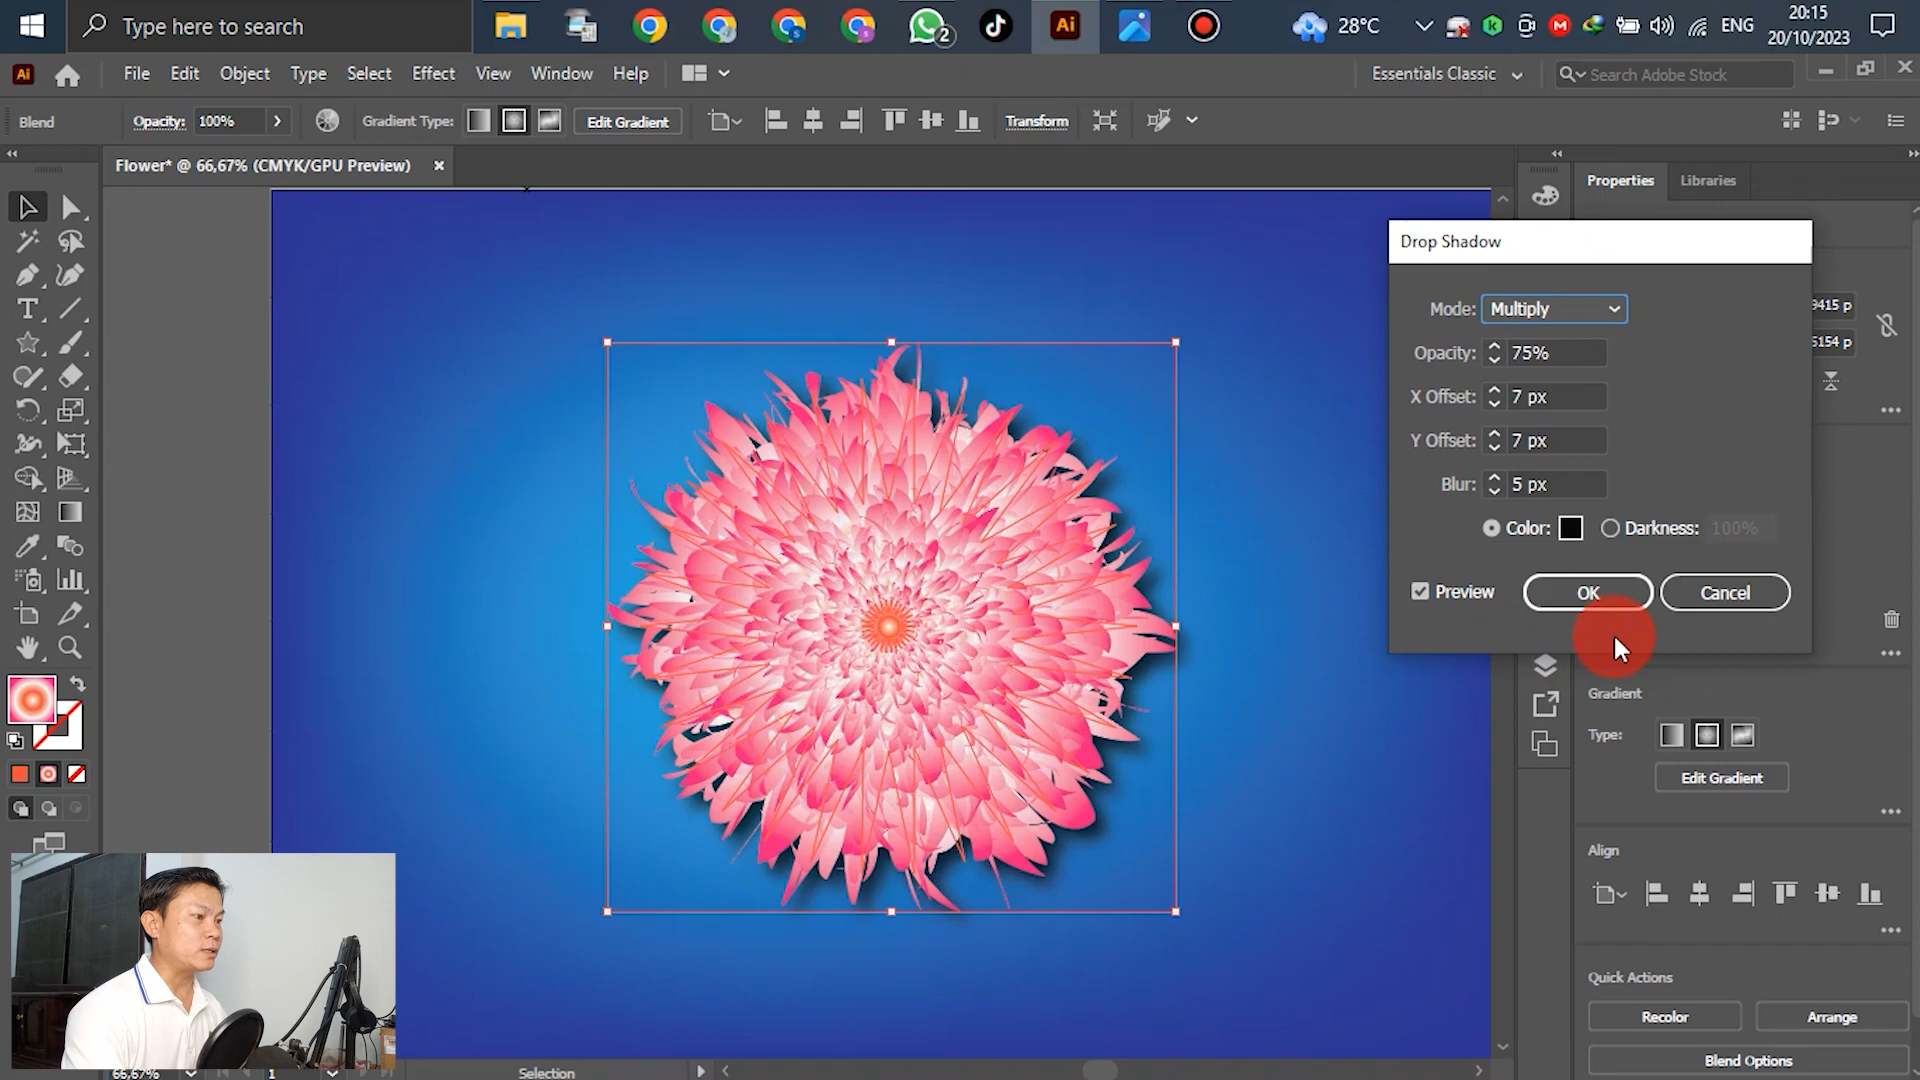 Type here to search
2
28°C
ENG
20:15
20/10/2023
Ai
File Edit Object Type Select Effect View Window Help
Essentials Classic
Search Adobe Stock
Blend
Opacity: 100%
Gradient Type:
Edit Gradient
Transform
Flower* @ 66,67% (CMYK/GPU Preview)
Properties Libraries
Drop Shadow
Mode: Multiply
Opacity: 75%
X Offset: 7 px
Y Offset: 7 px
Blur: 5 px
Color:
Darkness: 100%
Preview
OK
Cancel
9415 p
5154 p
Gradient
Type:
Edit Gradient
Align
Quick Actions
Recolor
Arrange
Blend Options
66,67%
1
Selection